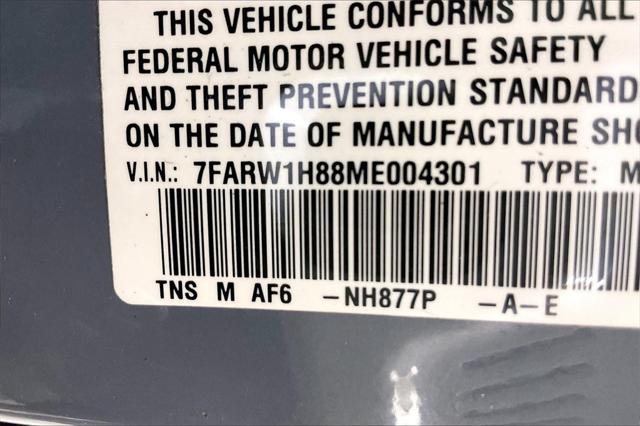 THIS VEHICLE CONFORMS TO ALL
FEDERAL MOTOR VEHICLE SAFETY
AND THEFT PREVENTION STANDARD
ON THE DATE OF MANUFACTURE SHO
V.I.N.: 7FARW1H88ME004301 TYPE: M
TNS M AF6 -NH877P -A-E